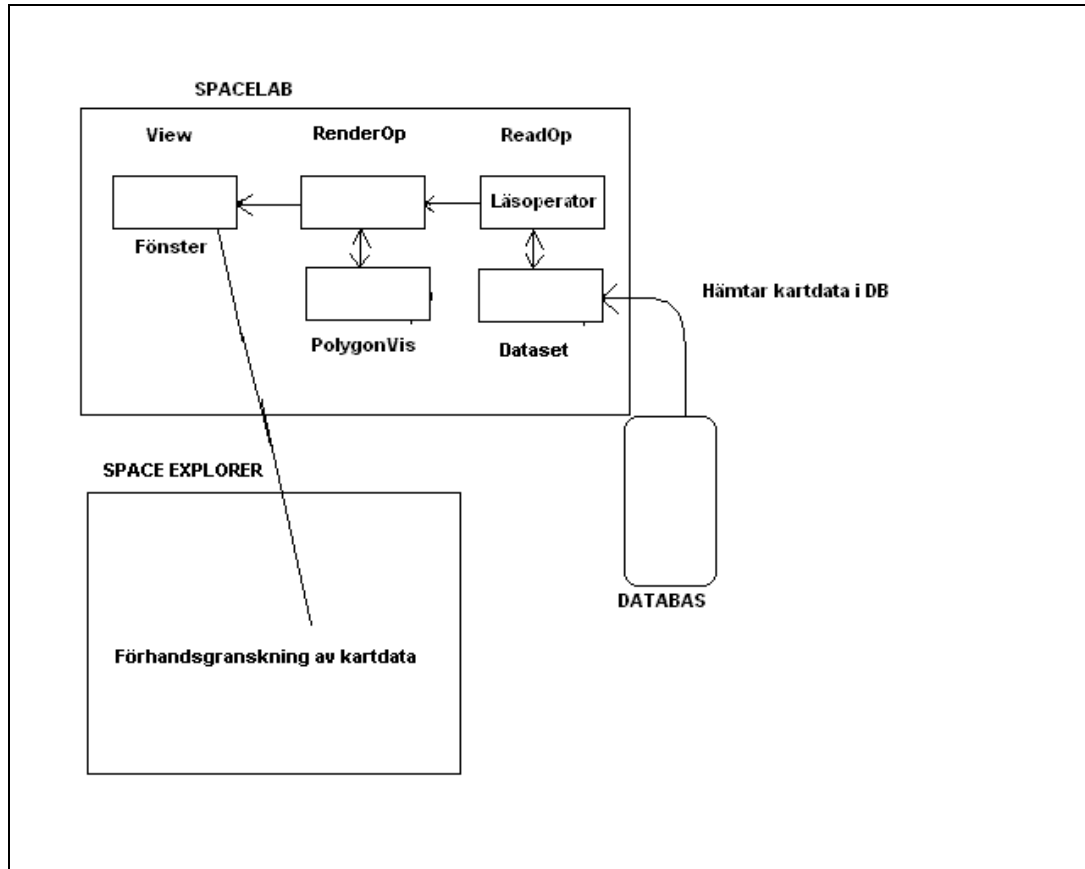 SPACELAB
View
RenderOp
ReadOp
Läsoperator
Fönster
PolygonVis
Dataset
Hämtar kartdata i DB
SPACE EXPLORER
DATABAS
Förhandsgranskning av kartdata